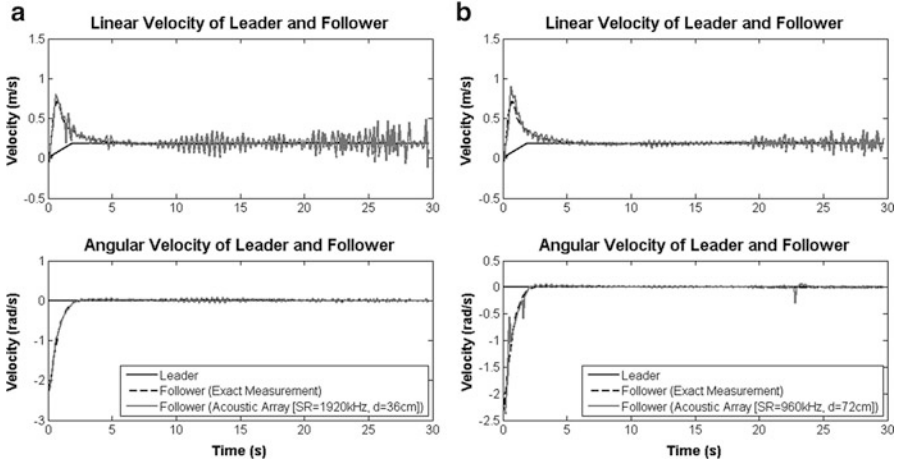 a
Linear Velocity of Leader and Follower
Velocity (m/s)
1.5
1
0.5
0
-0.5
0 5 10 15 20 25 30
Angular Velocity of Leader and Follower
Velocity (rad/s)
1
0
-1
-2
-3
0 5 10 15 20 25 30
Time (s)
Leader
Follower (Exact Measurement)
Follower (Acoustic Array [SR=1920kHz, d=36cm])
b
Linear Velocity of Leader and Follower
Velocity (m/s)
1.5
1
0.5
0
-0.5
0 5 10 15 20 25 30
Angular Velocity of Leader and Follower
Velocity (rad/s)
0.5
0
-0.5
-1
-1.5
-2
-2.5
0 5 10 15 20 25 30
Time (s)
Leader
Follower (Exact Measurement)
Follower (Acoustic Array [SR=960kHz, d=72cm])